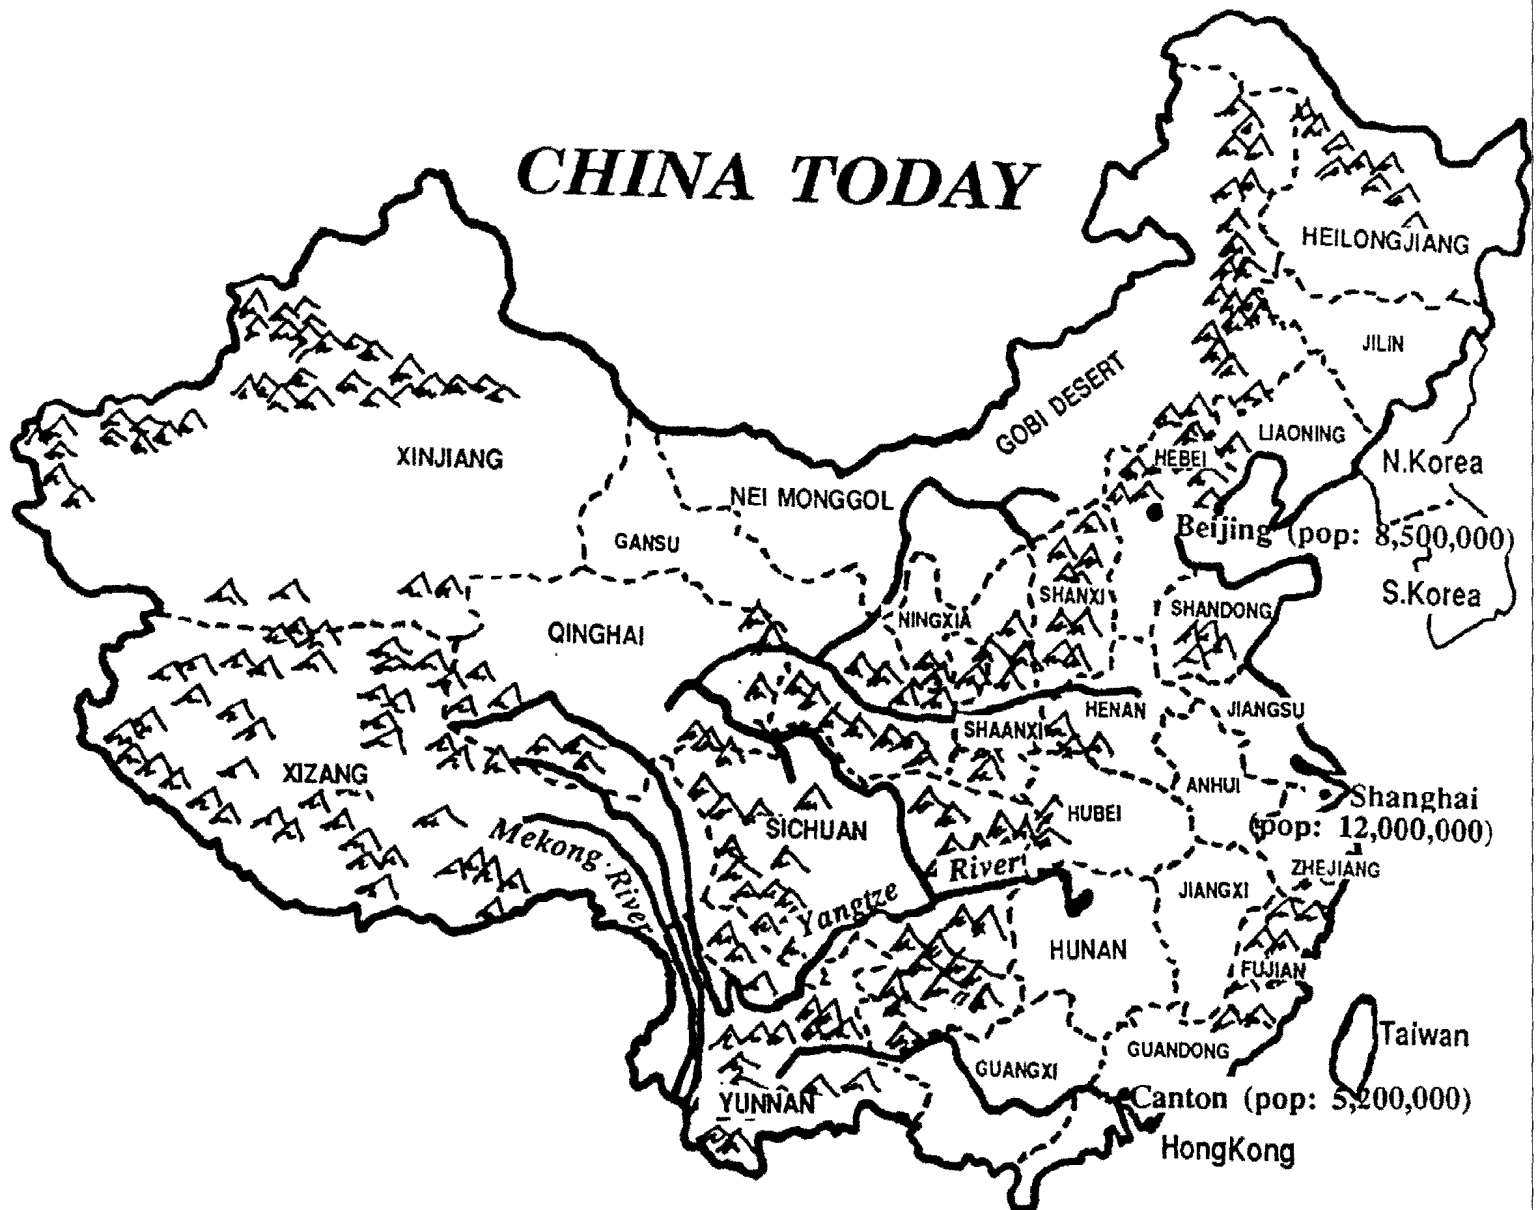 CHINA TODAY
HEILONGJIANG
JILIN
GOBI DESERT
LIAONING
HEBEI
N.Korea
XINJIANG
NEI MONGGOL
Beijing (pop: 8,500,000)
GANSU
S.Korea
SHANXI
SHANDONG
NINGXIA
QINGHAI
HENAN
JIANGSU
SHAANXI
XIZANG
ANHUI
Shanghai
(pop: 12,000,000)
HUBEI
SICHUAN
Mekong River
River
ZHEJIANG
JIANGXI
Yangtze
HUNAN
FUJIAN
Taiwan
GUANDONG
GUANGXI
Canton (pop: 5,200,000)
YUNNAN
HongKong